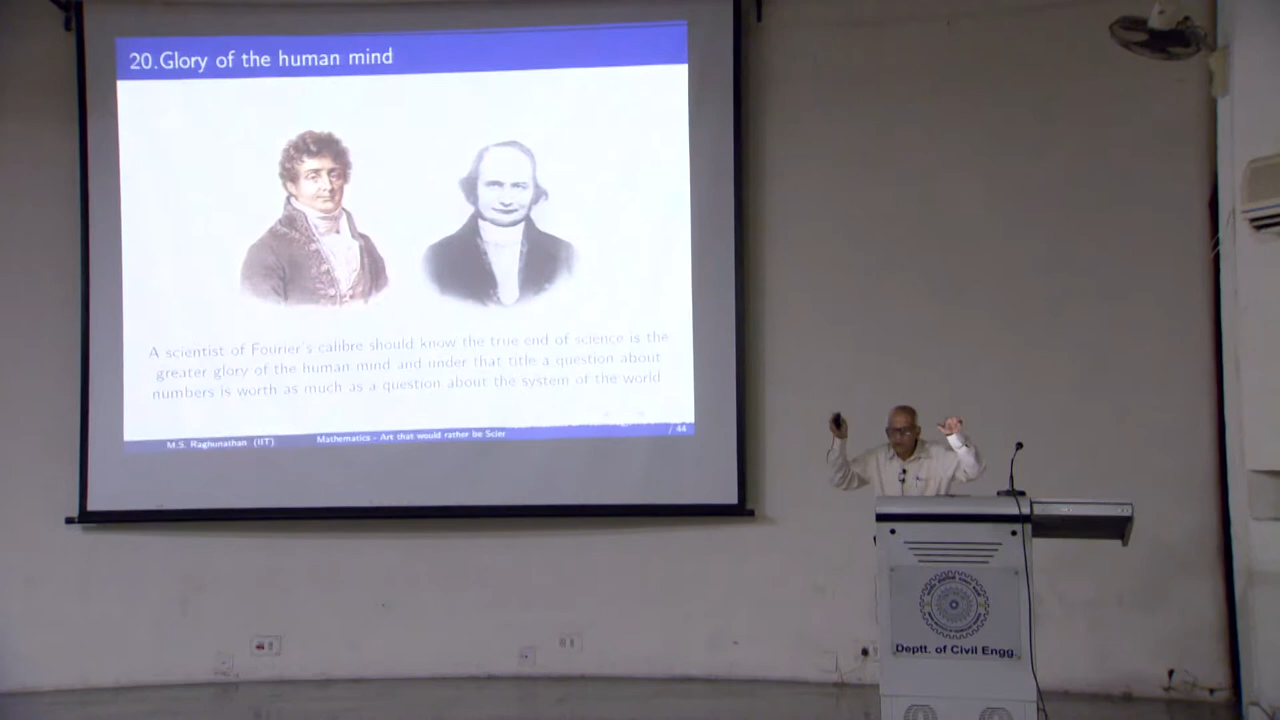 20.Glory of the human mind
A scientist of Fourier's calibre should know the true end of science is the
greater glory of the human mind and under that title a question about
numbers is worth as much as a question about the system of the world
M.S. Raghunathan (IIT) Mathematics - Art that would rather be Scier
/ 44
Deptt. of Civil Engg.